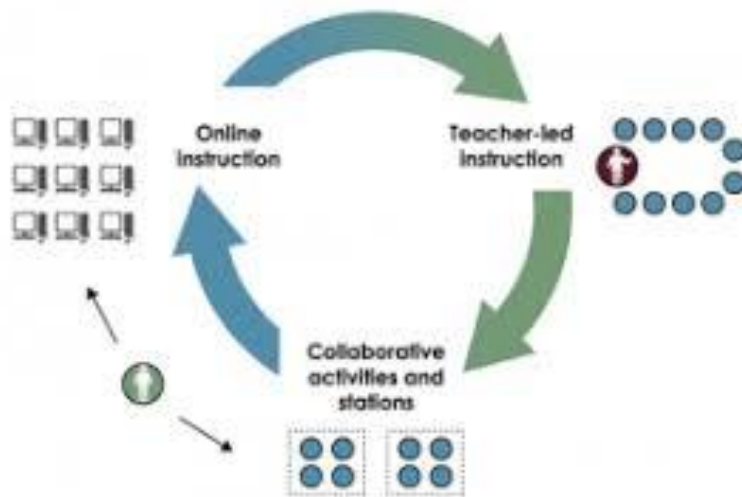 Online
instruction
Teacher-led
instruction
Collaborative
activities and
stations